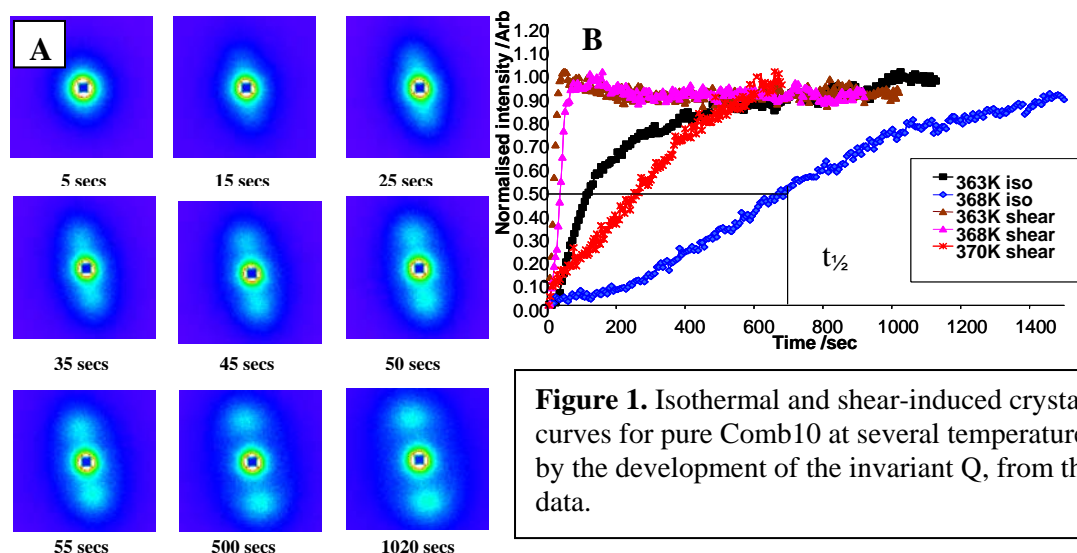 A
5 secs 15 secs 25 secs
35 secs 45 secs 50 secs
55 secs 500 secs 1020 secs
B
Normalised intensity /Arb
1.20
1.10
1.00
0.90
0.80
0.70
0.60
0.50
0.40
0.30
0.20
0.10
0.00
0 200 400 600 800 1000 1200 1400
Time /sec
t½
363K iso
368K iso
363K shear
368K shear
370K shear
Figure 1. Isothermal and shear-induced crysta
curves for pure Comb10 at several temperature
by the development of the invariant Q, from th
data.